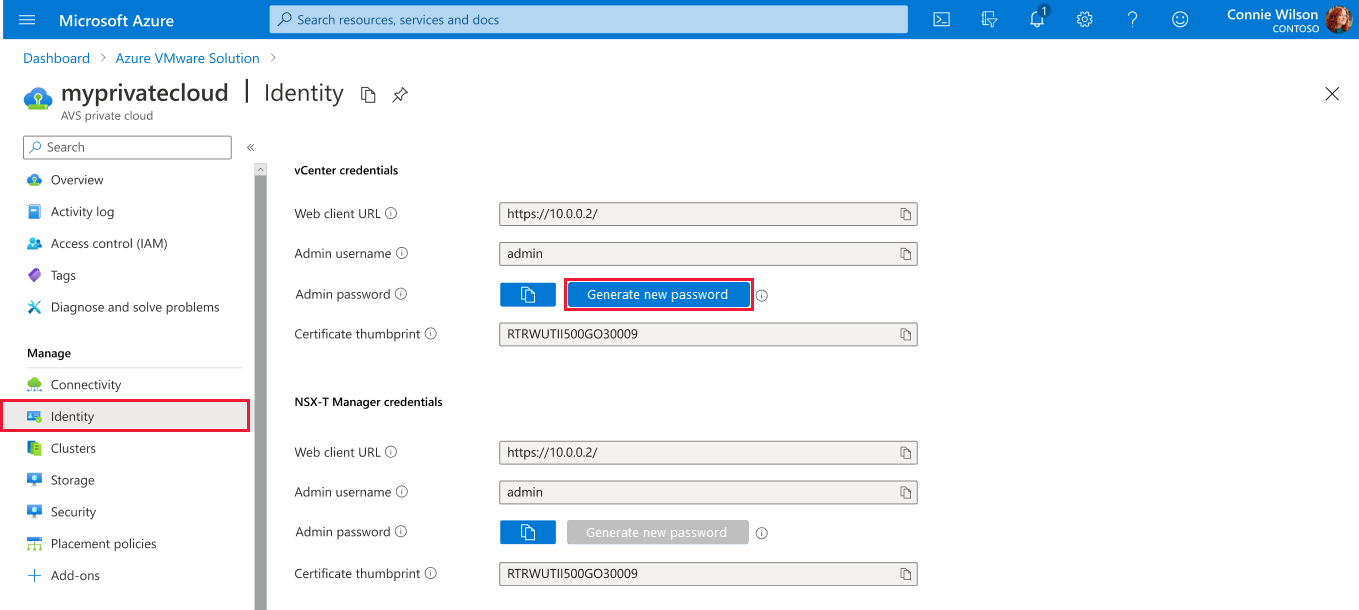 Microsoft Azure
Search resources, services and docs
1
Connie Wilson
CONTOSO
Dashboard > Azure VMware Solution >
myprivatecloud | Identity
AVS private cloud
Search
«
Overview
Activity log
Access control (IAM)
Tags
Diagnose and solve problems
Manage
Connectivity
Identity
Clusters
Storage
Security
Placement policies
Add-ons
vCenter credentials
Web client URL
https://10.0.0.2/
Admin username
admin
Admin password
Generate new password
Certificate thumbprint
RTRWUTII500GO30009
NSX-T Manager credentials
Web client URL
https://10.0.0.2/
Admin username
admin
Admin password
Generate new password
Certificate thumbprint
RTRWUTII500GO30009